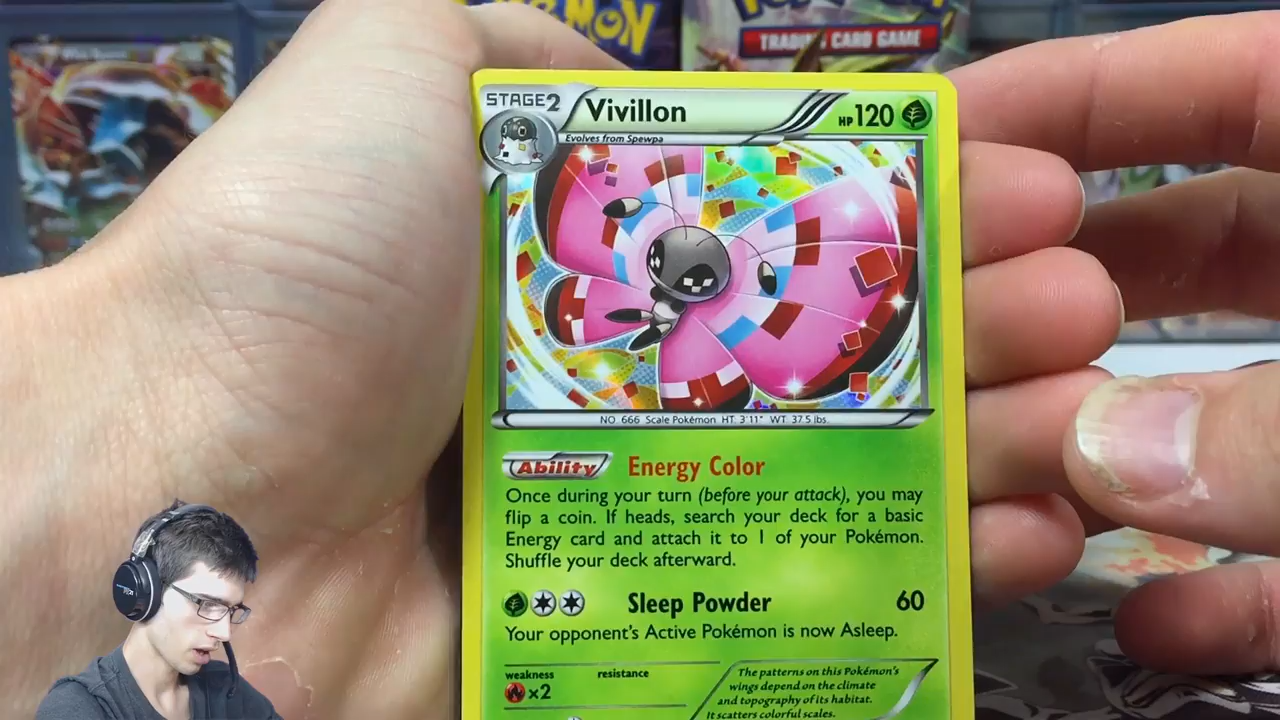 POKÉMON
TRADING CARD GAME
STAGE2
Vivillon
HP120
Evolves from Spewpa
NO. 666 Scale Pokémon HT. 3'11" WT. 37.5 lbs.
Ability Energy Color
Once during your turn (before your attack), you may
flip a coin. If heads, search your deck for a basic
Energy card and attach it to 1 of your Pokémon.
Shuffle your deck afterward.
Sleep Powder 60
Your opponent's Active Pokémon is now Asleep.
weakness resistance
×2
The patterns on this Pokémon's
wings depend on the climate
and topography of its habitat.
It scatters colorful scales.